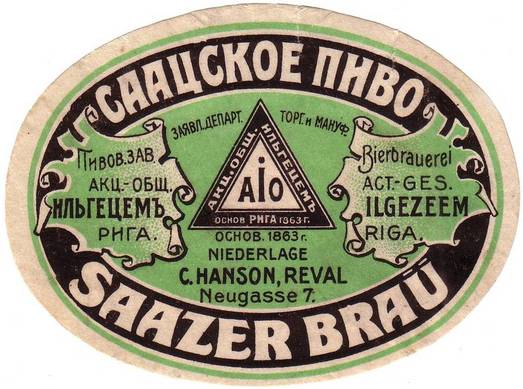 СААЦСКОЕ ПИВО
ЗАЯВЛ. ДЕПАРТ. ТОРГ. И МАНУФ.
Пивов. ЗАВ.
АКЦ.-ОБЩ.
ИЛЬГЕЦЕМЪ
РИГА.
АКЦ. ОБЩ. ИЛЬГЕЦЕМЪ
AIO
ОСНОВ РИГА 1863 г.
Bierbrauerei
ACT.-GES.
ILGEZEEM
RIGA.
ОСНОВ. 1863 г.
NIEDERLAGE
C. HANSON, REVAL
Neugasse 7.
SAAZER BRAÜ